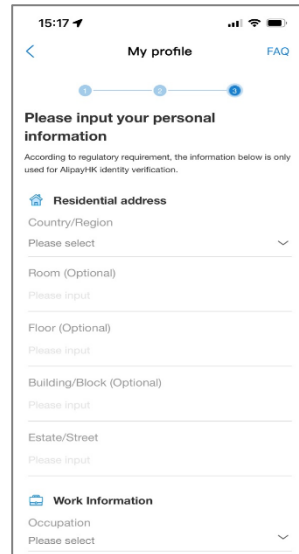 15:17
My profile
FAQ
1 2 3
Please input your personal
information
According to regulatory requirement, the information below is only
used for AlipayHK identity verification.
Residential address
Country/Region
Please select
Room (Optional)
Please input
Floor (Optional)
Please input
Building/Block (Optional)
Please input
Estate/Street
Please input
Work Information
Occupation
Please select